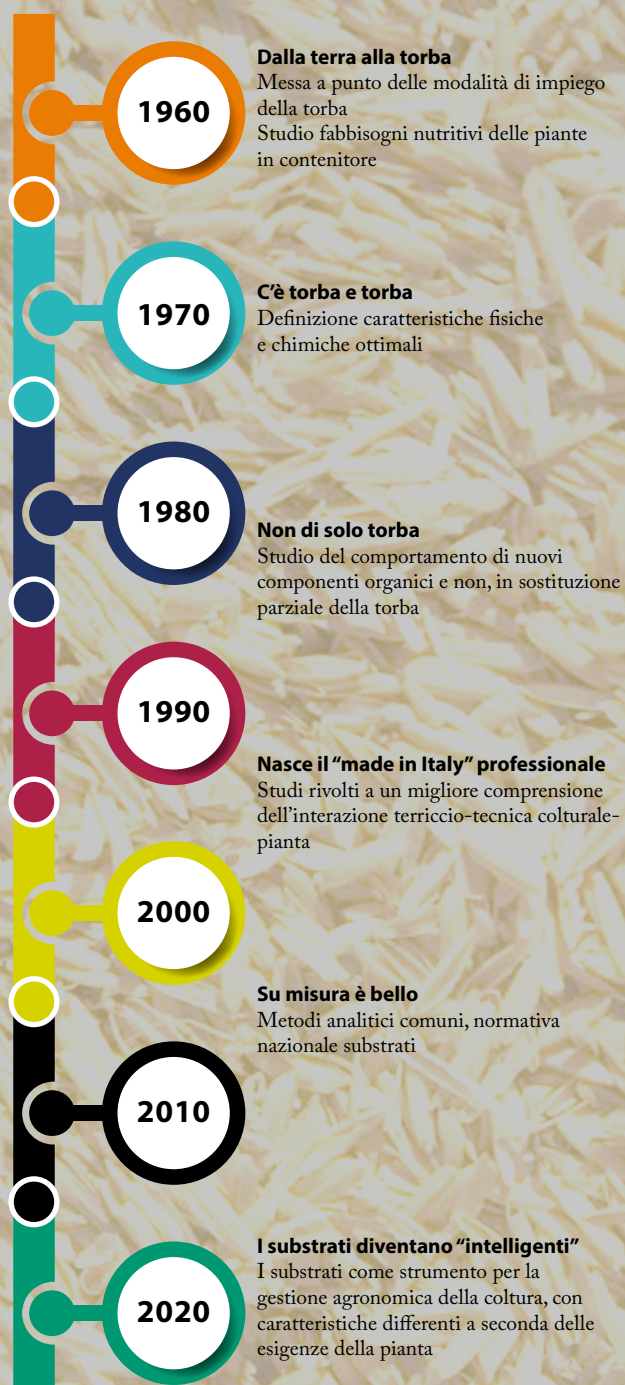 Dalla terra alla torba
1960
Messa a punto delle modalità di impiego
della torba
Studio fabbisogni nutritivi delle piante
in contenitore
C'è torba e torba
1970
Definizione caratteristiche fisiche
e chimiche ottimali
1980
Non di solo torba
Studio del comportamento di nuovi
componenti organici e non, in sostituzione
parziale della torba
1990
Nasce il “made in Italy” professionale
Studi rivolti a un migliore comprensione
dell'interazione terriccio-tecnica colturale-
pianta
2000
Su misura è bello
Metodi analitici comuni, normativa
nazionale substrati
2010
I substrati diventano “intelligenti”
I substrati come strumento per la
gestione agronomica della coltura, con
caratteristiche differenti a seconda delle
esigenze della pianta
2020